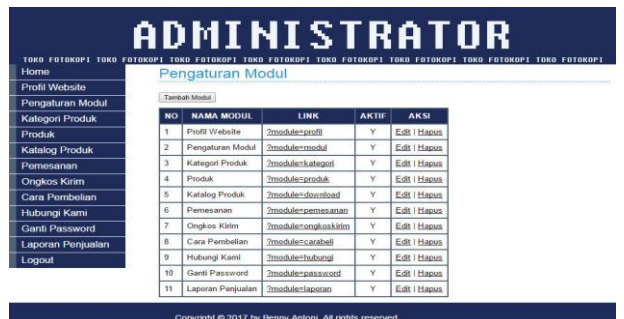 ADMINISTRATOR
TOKO FOTOKOPI TOKO FOTOKOPI TOKO FOTOKOPI TOKO FOTOKOPI TOKO FOTOKOPI TOKO FOTOKOPI TOKO FOTOKOPI TOKO FOTOKOPI
Home
Profil Website
Pengaturan Modul
Kategori Produk
Produk
Katalog Produk
Pemesanan
Ongkos Kirim
Cara Pembelian
Hubungi Kami
Ganti Password
Laporan Penjualan
Logout
Pengaturan Modul
Tambah Modul
NO NAMA MODUL LINK AKTIF AKSI
1 Profil Website ?module=profil Y Edit | Hapus
2 Pengaturan Modul ?module=modul Y Edit | Hapus
3 Kategori Produk ?module=kategori Y Edit | Hapus
4 Produk ?module=produk Y Edit | Hapus
5 Katalog Produk ?module=download Y Edit | Hapus
6 Pemesanan ?module=pemesanan Y Edit | Hapus
7 Ongkos Kirim ?module=ongkoskirim Y Edit | Hapus
8 Cara Pembelian ?module=carabeli Y Edit | Hapus
9 Hubungi Kami ?module=hubungi Y Edit | Hapus
10 Ganti Password ?module=password Y Edit | Hapus
11 Laporan Penjualan ?module=laporan Y Edit | Hapus
Copyright © 2017 by Benny Antoni. All rights reserved.